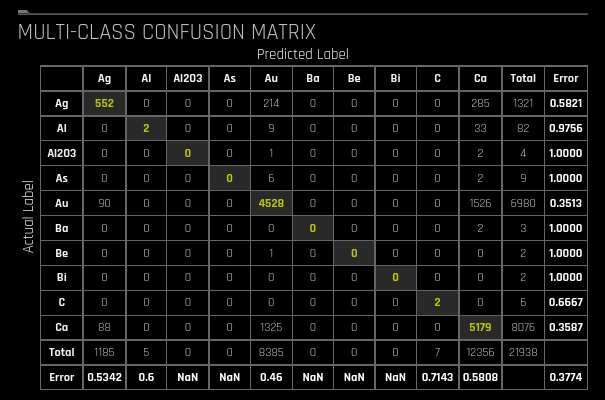 MULTI-CLASS CONFUSION MATRIX
Predicted Label
Actual Label
Ag Al Al2O3 As Au Ba Be Bi C Ca Total Error
Ag 552 0 0 0 214 0 0 0 0 285 1321 0.5821
Al 0 2 0 0 9 0 0 0 0 33 82 0.9756
Al2O3 0 0 0 0 1 0 0 0 0 2 4 1.0000
As 0 0 0 0 6 0 0 0 0 2 9 1.0000
Au 90 0 0 0 4528 0 0 0 0 1526 6980 0.3513
Ba 0 0 0 0 0 0 0 0 0 2 3 1.0000
Be 0 0 0 0 1 0 0 0 0 0 2 1.0000
Bi 0 0 0 0 0 0 0 0 0 0 2 1.0000
C 0 0 0 0 0 0 0 0 2 0 6 0.6667
Ca 88 0 0 0 1325 0 0 0 0 5179 8076 0.3587
Total 1185 5 0 0 8385 0 0 0 7 12356 21938
Error 0.5342 0.6 NaN NaN 0.46 NaN NaN NaN 0.7143 0.5808 0.3774